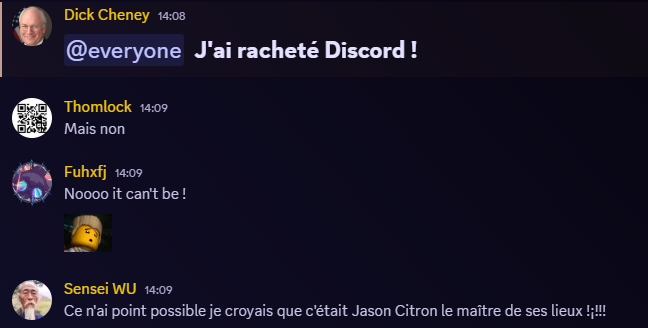 Dick Cheney 14:08
@everyone J'ai racheté Discord !
Thomlock 14:09
Mais non
Fuhxfj 14:09
Noooo it can't be !
Sensei WU 14:09
Ce n'ai point possible je croyais que c'était Jason Citron le maître de ses lieux !¡!!!